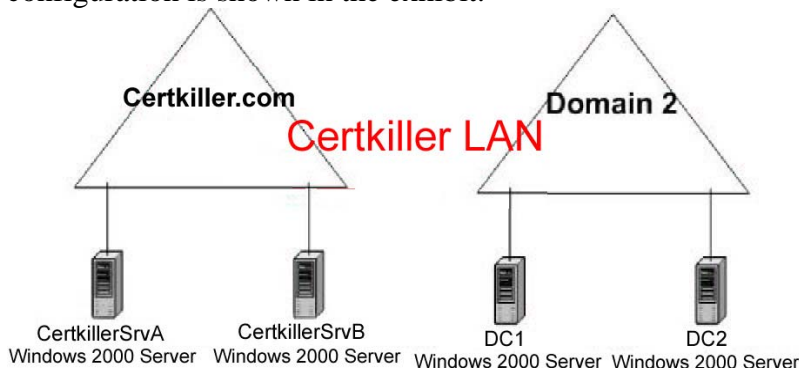 configuration is shown in the exhibit.
Certkiller.com
Domain 2
Certkiller LAN
CertkillerSrvA
Windows 2000 Server
CertkillerSrvB
Windows 2000 Server
DC1
Windows 2000 Server
DC2
Windows 2000 Server